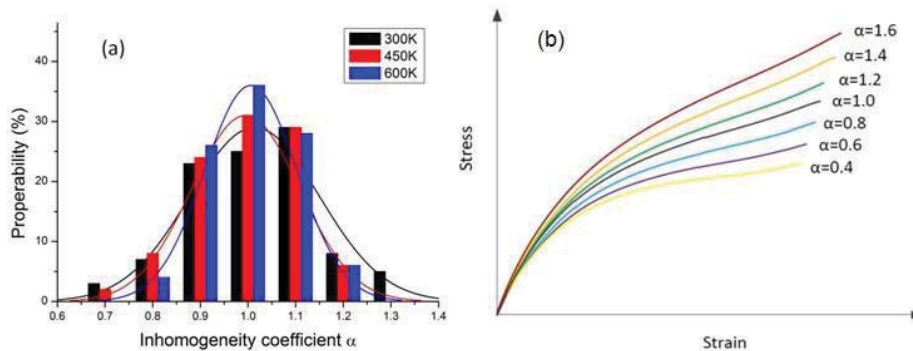 (a)
300K
450K
600K
Properability (%)
40
30
20
10
0
0.6 0.7 0.8 0.9 1.0 1.1 1.2 1.3 1.4
Inhomogeneity coefficient α
(b)
α=1.6
α=1.4
α=1.2
α=1.0
α=0.8
α=0.6
α=0.4
Stress
Strain